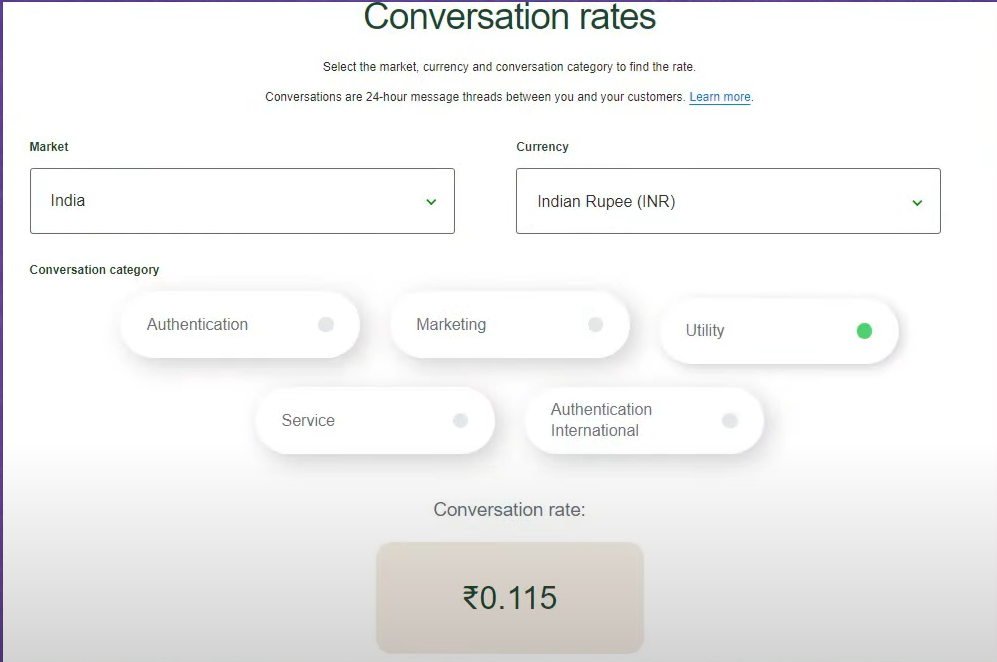 Conversation rates
Select the market, currency and conversation category to find the rate.
Conversations are 24-hour message threads between you and your customers. Learn more.
Market
Currency
India
Indian Rupee (INR)
Conversation category
Authentication
Marketing
Utility
Service
Authentication
International
Conversation rate:
₹0.115